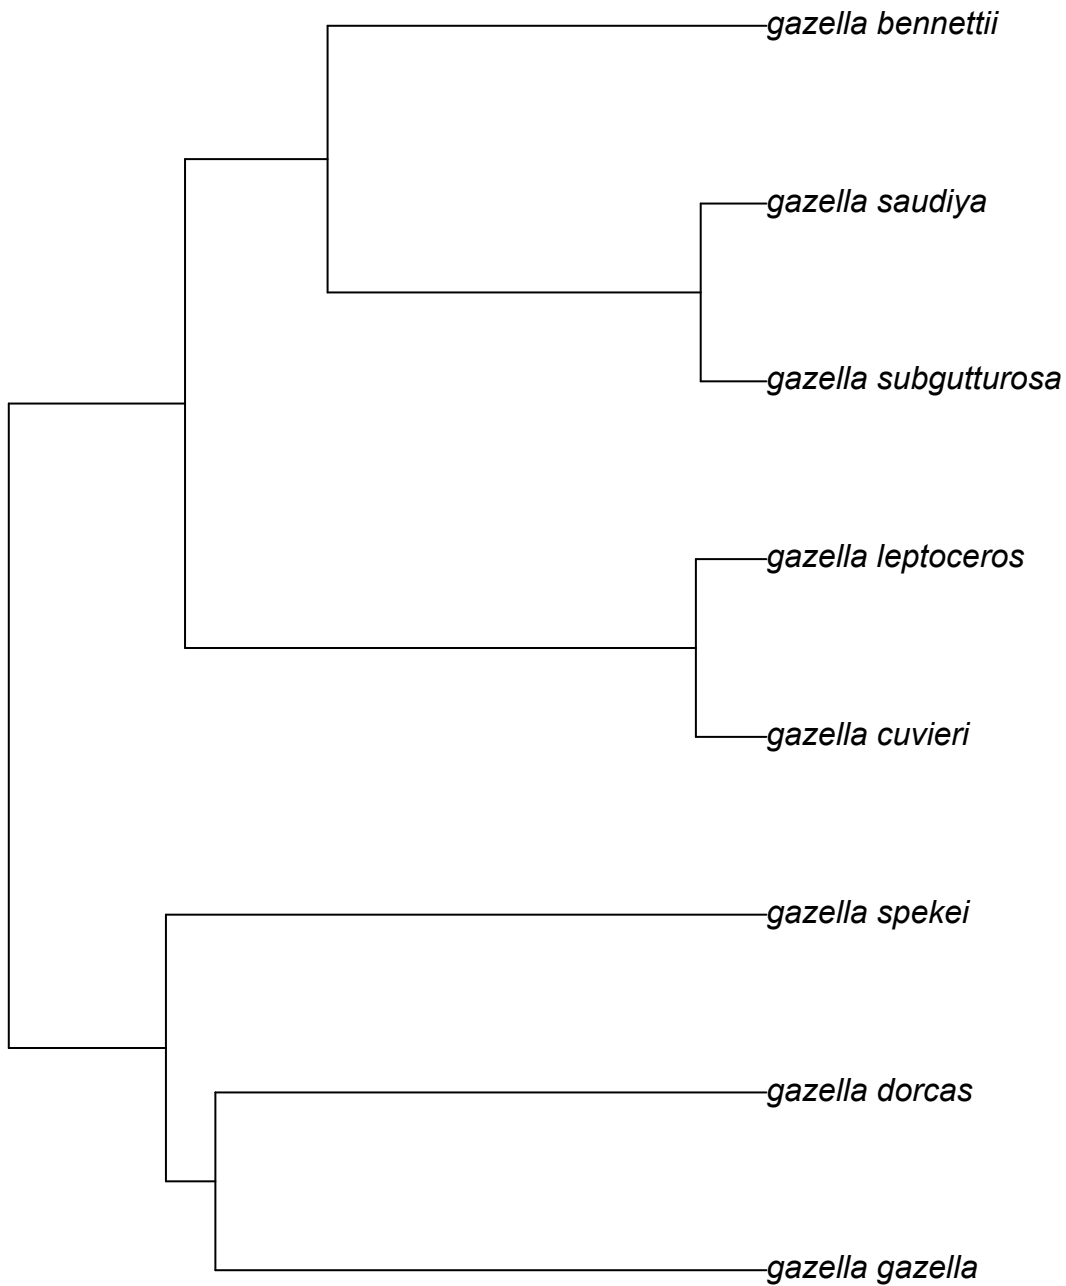 gazella bennettii
gazella saudiya
gazella subgutturosa
gazella leptoceros
gazella cuvieri
gazella spekei
gazella dorcas
gazella gazella